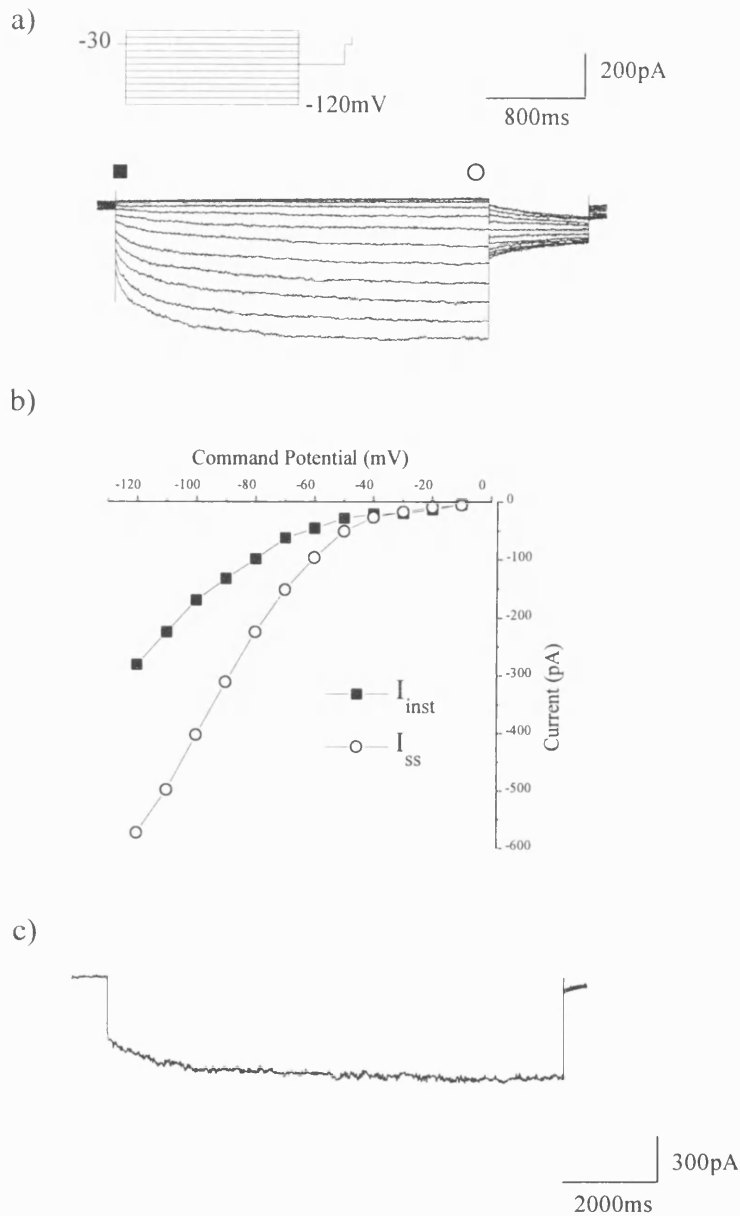 a)
-30
-120mV
200pA
800ms
b)
Command Potential (mV)
-120 -100 -80 -60 -40 -20 0
0
-100
-200
-300
-400
-500
-600
Current (pA)
I inst
I ss
c)
300pA
2000ms